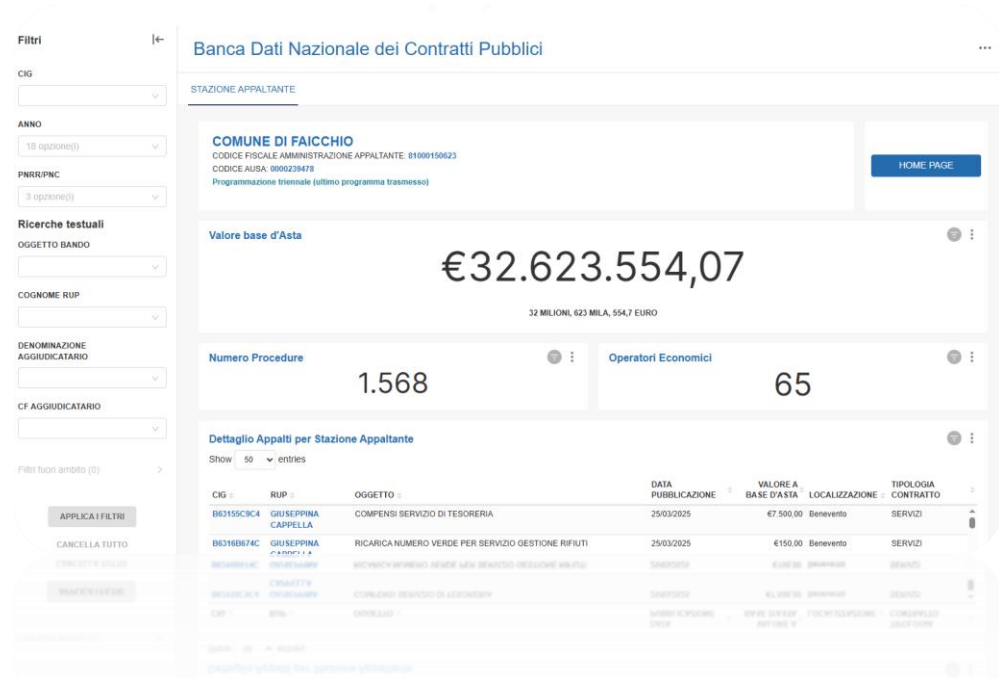 Filtri
CIG
ANNO
18 opzione(i)
PNRR/PNC
3 opzione(i)
Ricerche testuali
OGGETTO BANDO
COGNOME RUP
DENOMINAZIONE
AGGIUDICATARIO
CF AGGIUDICATARIO
Filtri fuori ambito (0)
APPLICA I FILTRI
CANCELLA TUTTO
Banca Dati Nazionale dei Contratti Pubblici
STAZIONE APPALTANTE
COMUNE DI FAICCHIO
CODICE FISCALE AMMINISTRAZIONE APPALTANTE: 81000150623
CODICE AUSA: 0000239478
Programmazione triennale (ultimo programma trasmesso)
HOME PAGE
Valore base d'Asta
€32.623.554,07
32 MILIONI, 623 MILA, 554,7 EURO
Numero Procedure
1.568
Operatori Economici
65
Dettaglio Appalti per Stazione Appaltante
Show 50 entries
CIG RUP OGGETTO DATA PUBBLICAZIONE VALORE A BASE D'ASTA LOCALIZZAZIONE TIPOLOGIA CONTRATTO
B63155C9C4 GIUSEPPINA CAPPELLA COMPENSI SERVIZIO DI TESORERIA 25/03/2025 €7.500,00 Benevento SERVIZI
B6316B674C GIUSEPPINA CAPPELLA RICARICA NUMERO VERDE PER SERVIZIO GESTIONE RIFIUTI 25/03/2025 €150,00 Benevento SERVIZI